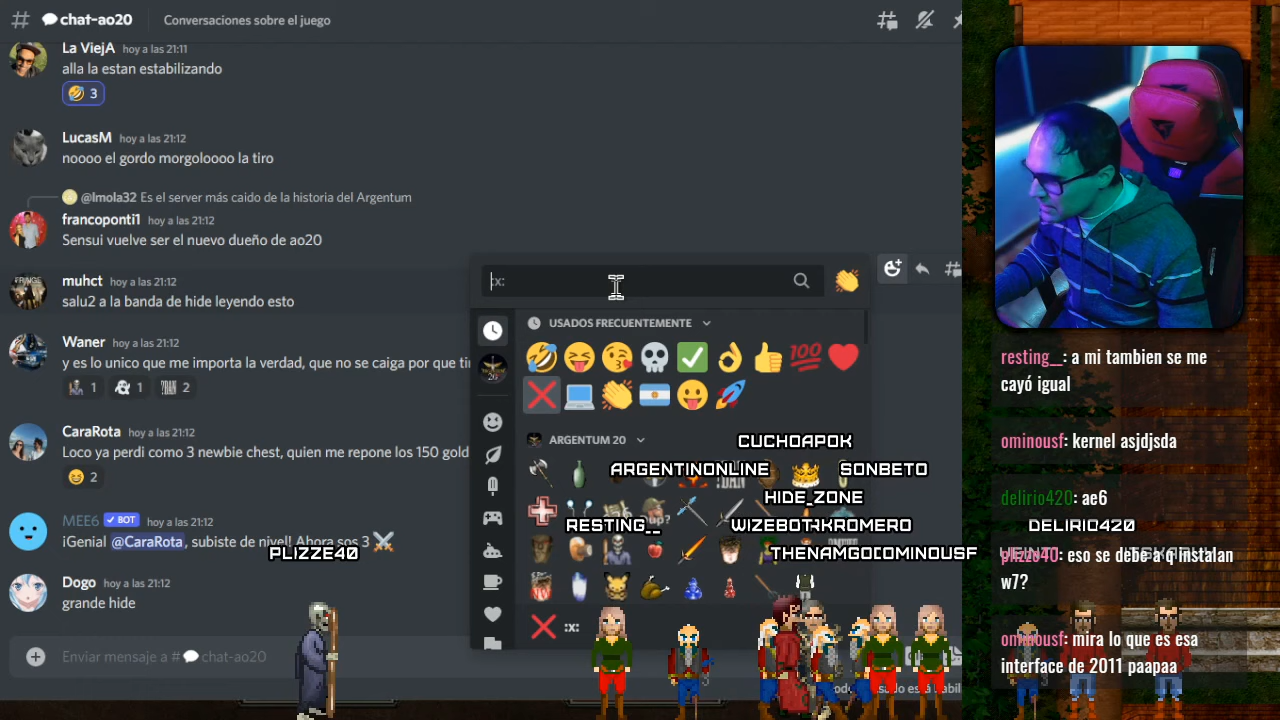 chat-ao20 Conversaciones sobre el juego
La ViejA hoy a las 21:11
alla la estan estabilizando
3
LucasM hoy a las 21:12
noooo el gordo morgoloooo la tiro
@Imola32 Es el server más caido de la historia del Argentum
francoponti1 hoy a las 21:12
Sensui vuelve ser el nuevo dueño de ao20
muhct hoy a las 21:12
salu2 a la banda de hide leyendo esto
Waner hoy a las 21:12
y es lo unico que me importa la verdad, que no se caiga por que
1 1 2
CaraRota hoy a las 21:12
Loco ya perdi como 3 newbie chest, quien me repone los 150 gold
2
MEE6 BOT hoy a las 21:12
¡Genial @CaraRota, subiste de nivel! Ahora sos 3
Dogo hoy a las 21:12
grande hide
Enviar mensaje a # chat-ao20
:x:
USADOS FRECUENTEMENTE
100
ARGENTUM 20
:x:
CUCHOAPOK
ARGENTINONLINE
SONBETO
HIDE_ZONE
RESTING__
WIZEBOT
KROMERO
PLIZZE40
THENAMGOC
OMINOUSF
DELIRIO420
resting__: a mi tambien se me
cayó igual
ominousf: kernel asjdjsda
delirio420: ae6
plizze40: eso se debe a q instalan
w7?
ominousf: mira lo que es esa
interface de 2011 paapaa